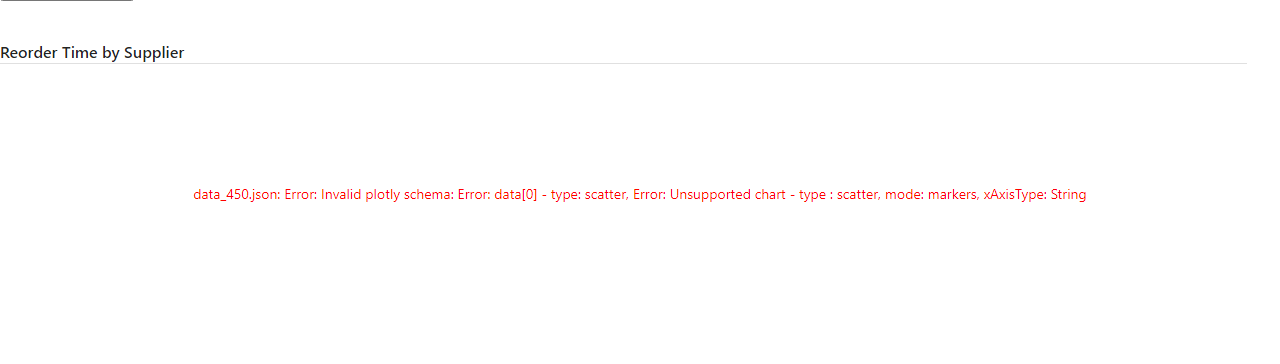 Reorder Time by Supplier
data_450.json: Error: Invalid plotly schema: Error: data[0] - type: scatter, Error: Unsupported chart - type : scatter, mode: markers, xAxisType: String